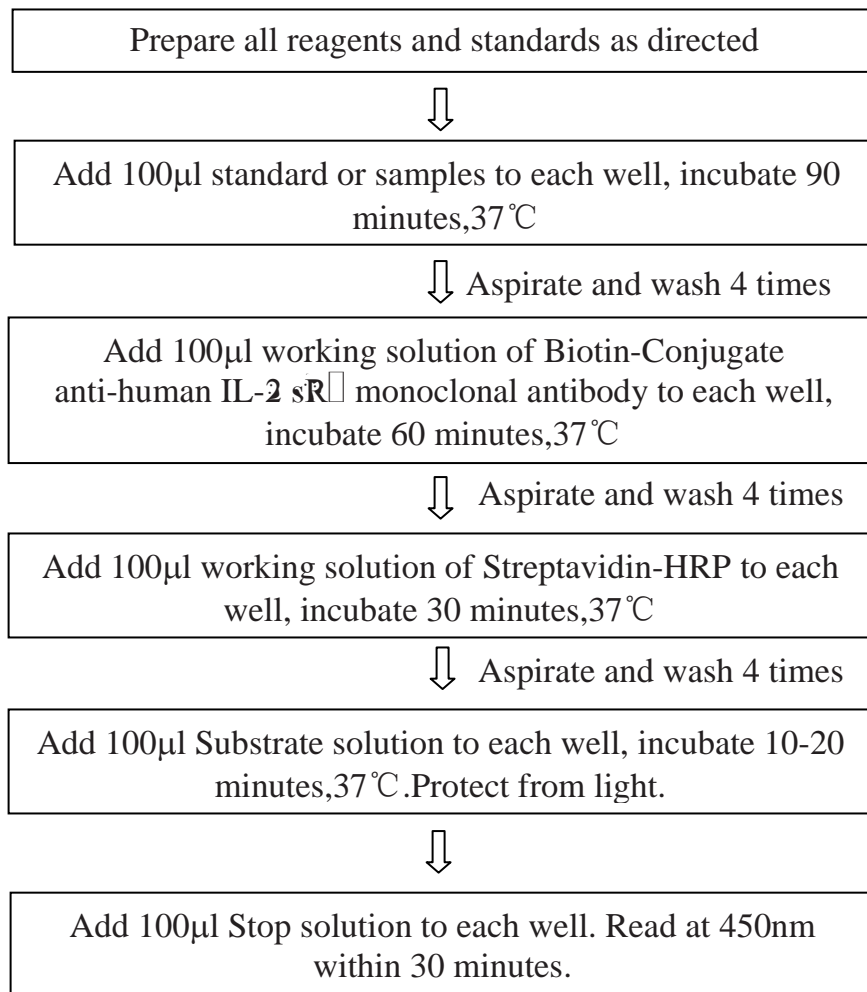 Prepare all reagents and standards as directed
Add 100μl standard or samples to each well, incubate 90
minutes,37℃
Aspirate and wash 4 times
Add 100μl working solution of Biotin-Conjugate
anti-human IL-2 sR monoclonal antibody to each well,
incubate 60 minutes,37℃
Aspirate and wash 4 times
Add 100μl working solution of Streptavidin-HRP to each
well, incubate 30 minutes,37℃
Aspirate and wash 4 times
Add 100μl Substrate solution to each well, incubate 10-20
minutes,37℃.Protect from light.
Add 100μl Stop solution to each well. Read at 450nm
within 30 minutes.